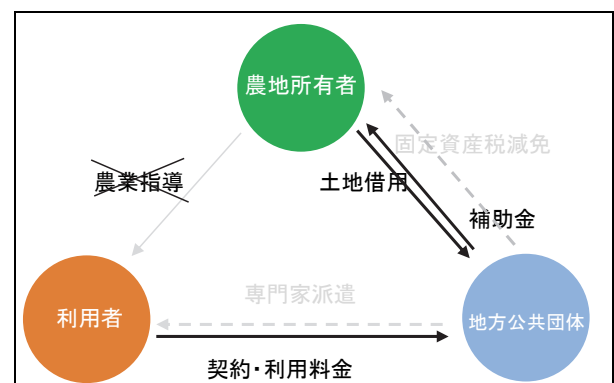 農地所有者
固定資産税減免
農業指導
土地借用
補助金
専門家派遣
利用者
地方公共団体
契約・利用料金